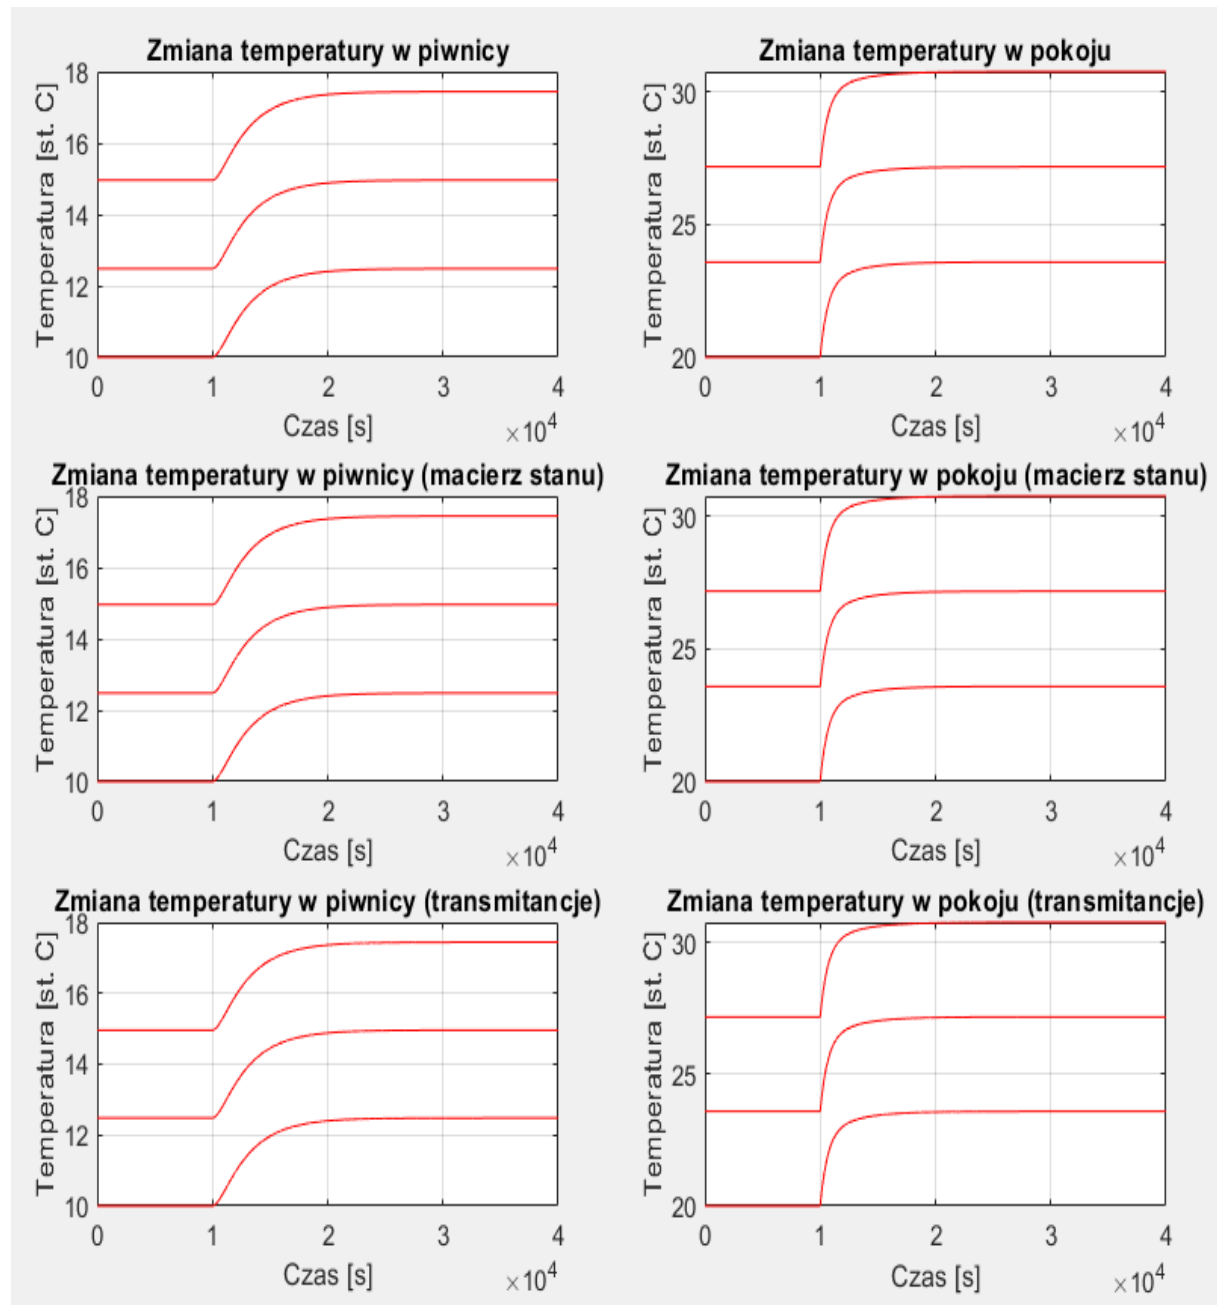 Zmiana temperatury w piwnicy
Temperatura [st. C]
18
16
14
12
10
0 1 2 3 4
Czas [s]
×10^4
Zmiana temperatury w pokoju
Temperatura [st. C]
30
25
20
0 1 2 3 4
Czas [s]
×10^4
Zmiana temperatury w piwnicy (macierz stanu)
Temperatura [st. C]
18
16
14
12
10
0 1 2 3 4
Czas [s]
×10^4
Zmiana temperatury w pokoju (macierz stanu)
Temperatura [st. C]
30
25
20
0 1 2 3 4
Czas [s]
×10^4
Zmiana temperatury w piwnicy (transmitancje)
Temperatura [st. C]
18
16
14
12
10
0 1 2 3 4
Czas [s]
×10^4
Zmiana temperatury w pokoju (transmitancje)
Temperatura [st. C]
30
25
20
0 1 2 3 4
Czas [s]
×10^4